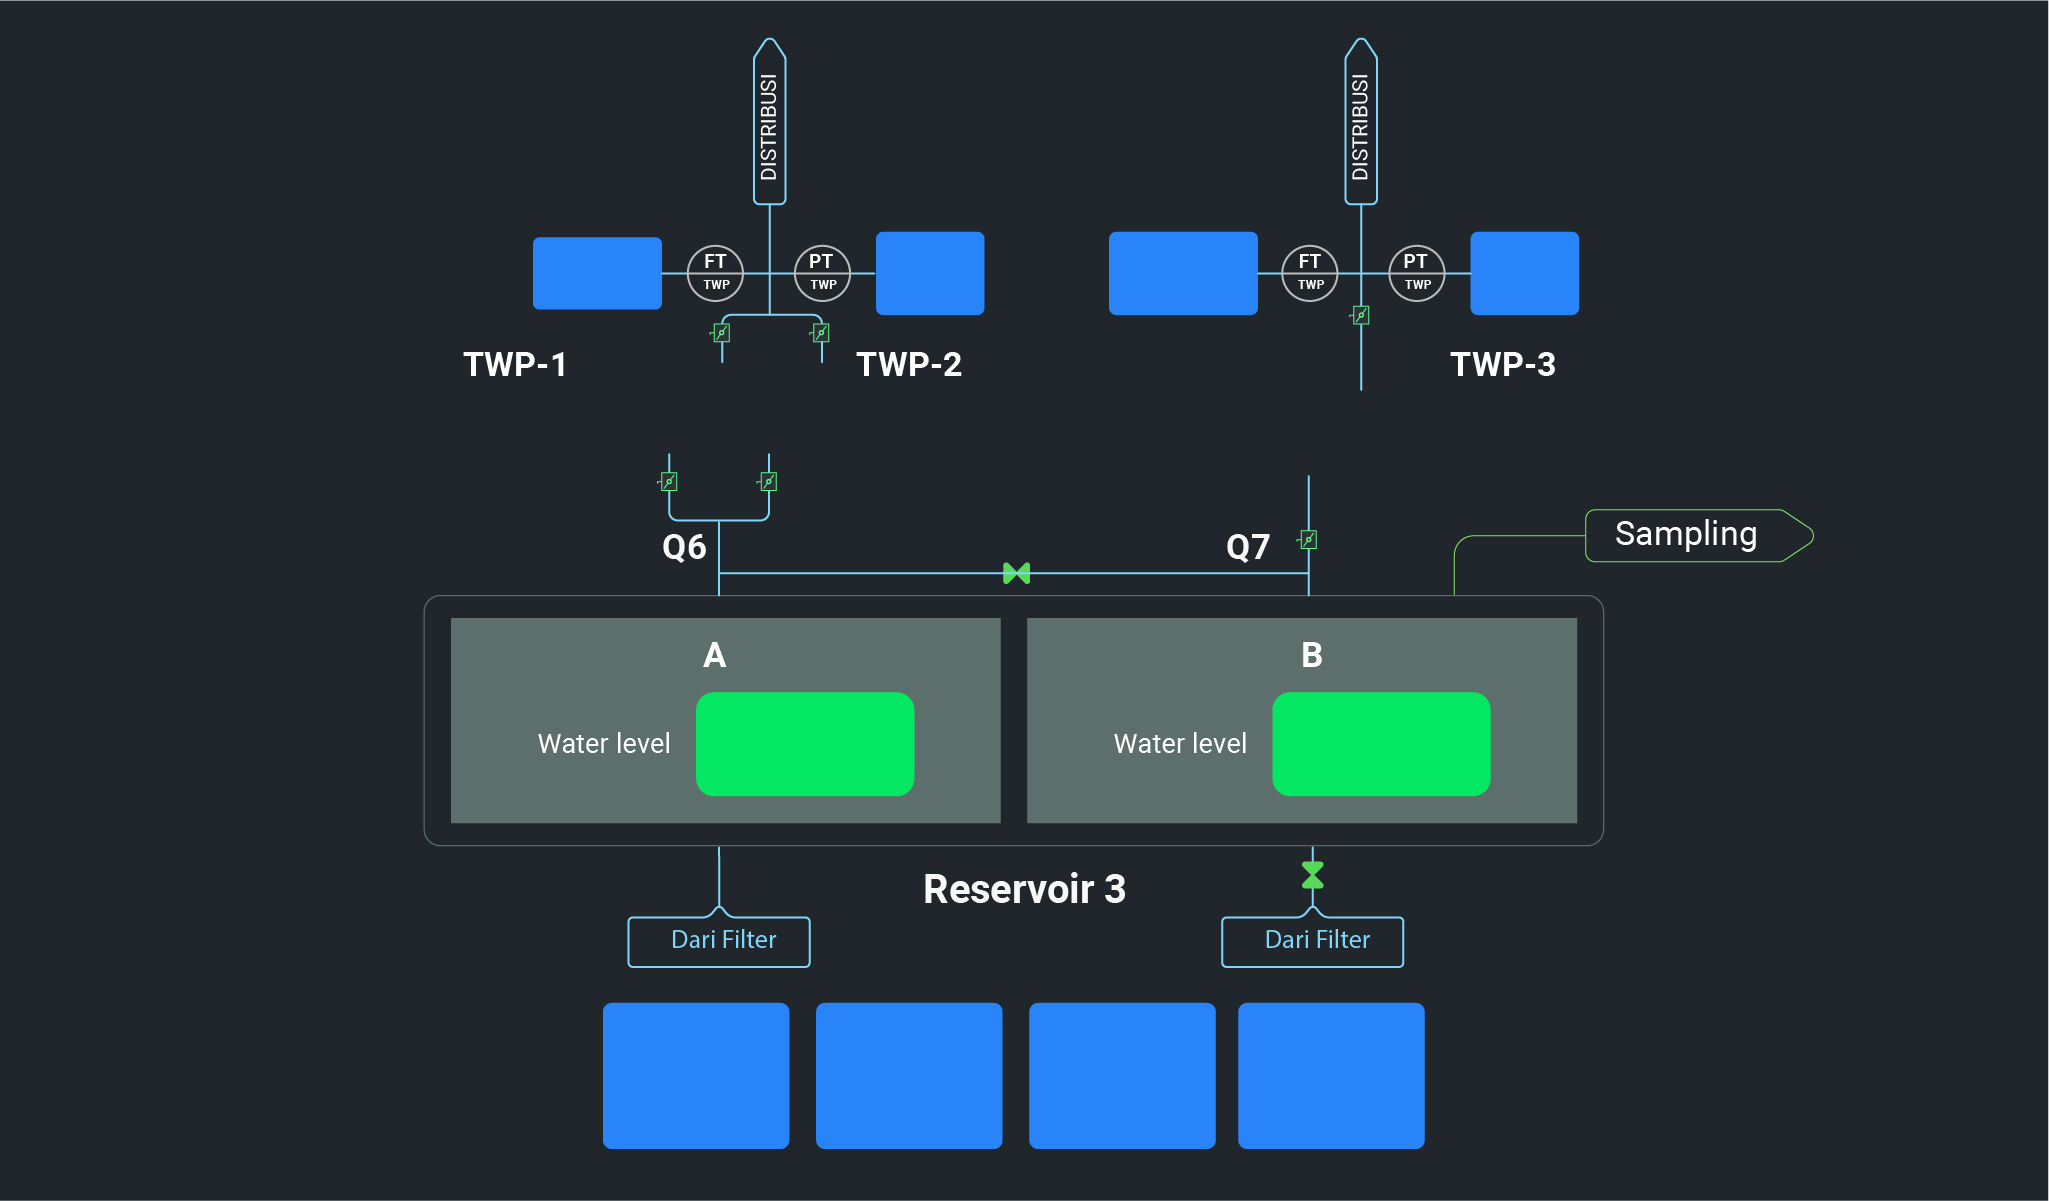 DISTRIBUSI
DISTRIBUSI
FT
TWP
PT
TWP
FT
TWP
PT
TWP
TWP-1
TWP-2
TWP-3
Q6
Q7
Sampling
A
B
Water level
Water level
Reservoir 3
Dari Filter
Dari Filter